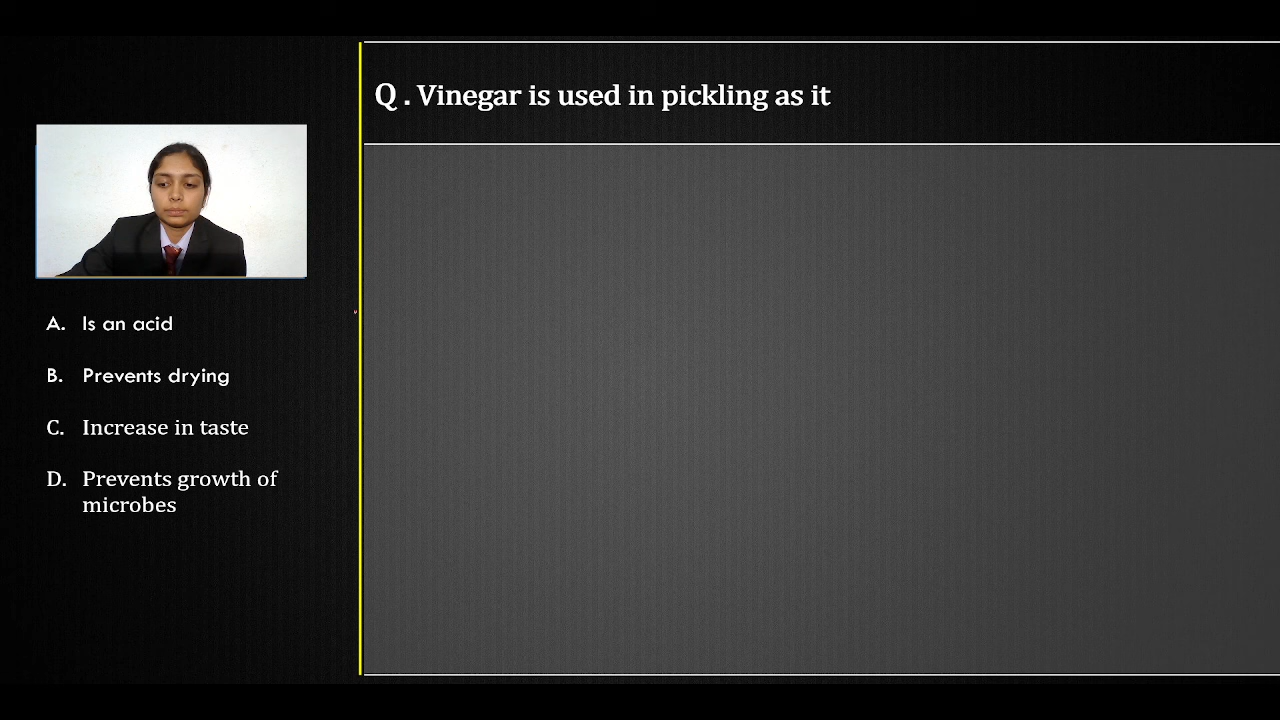 Q . Vinegar is used in pickling as it
A. Is an acid
B. Prevents drying
C. Increase in taste
D. Prevents growth of
microbes